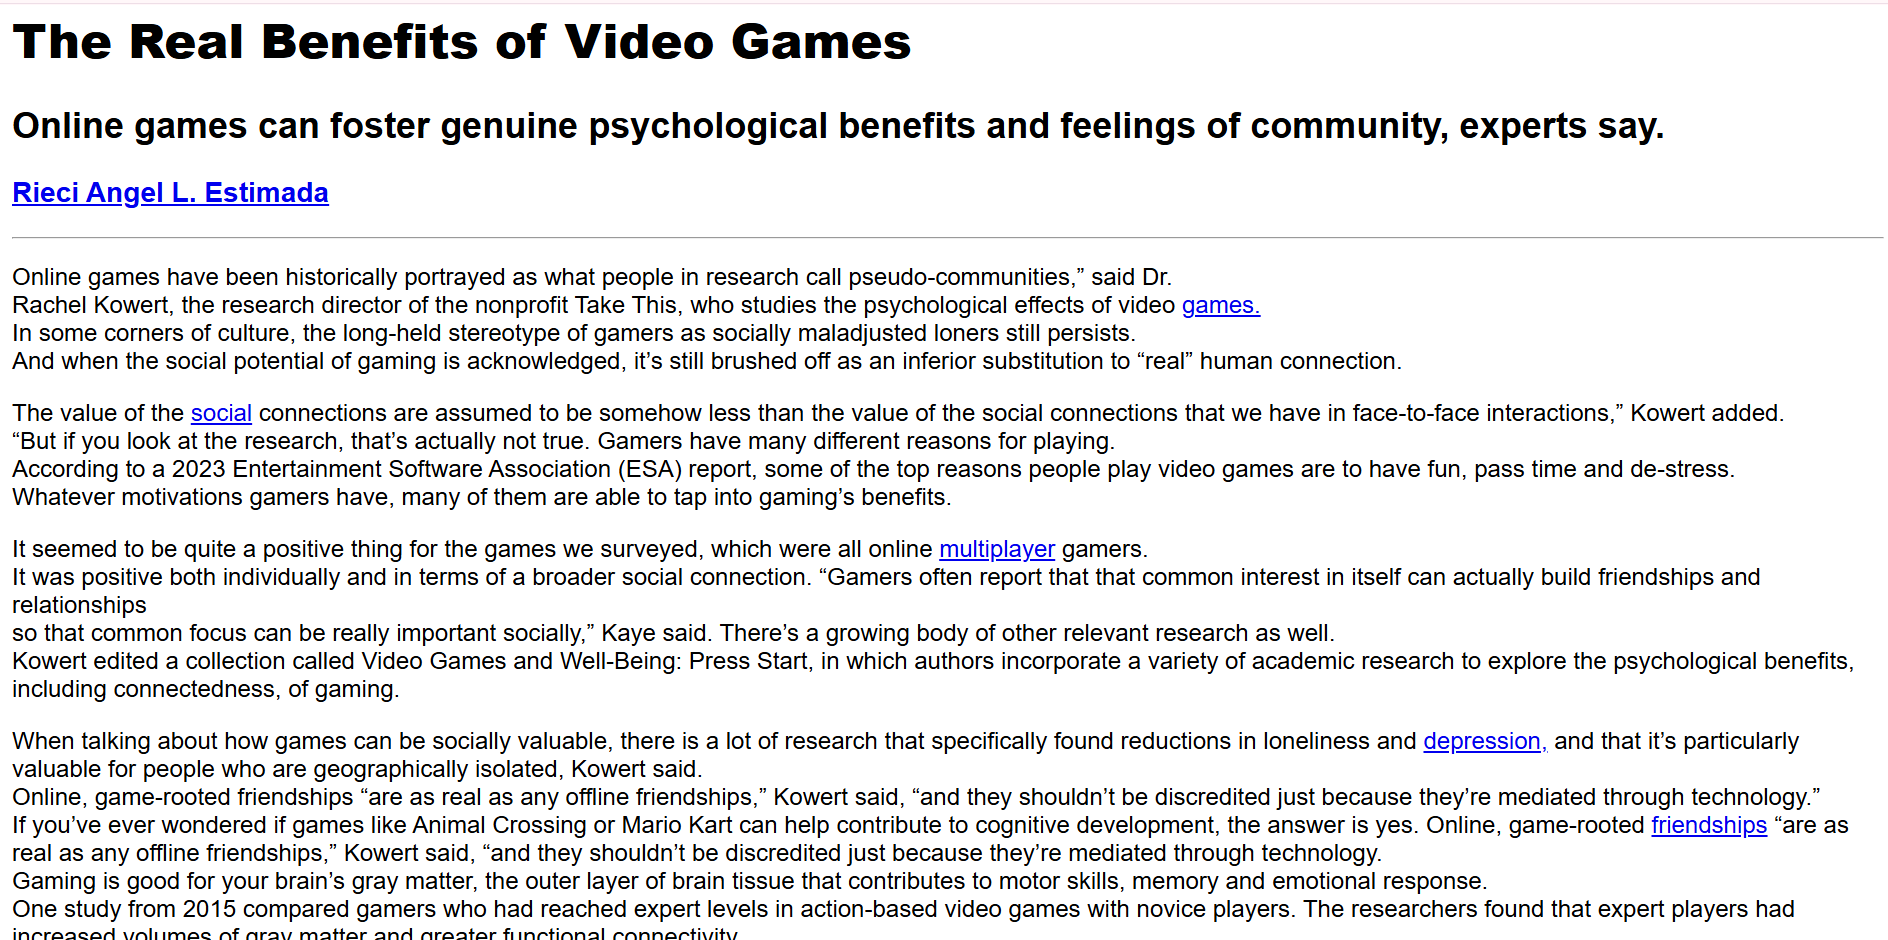 The Real Benefits of Video Games
Online games can foster genuine psychological benefits and feelings of community, experts say.
Rieci Angel L. Estimada
Online games have been historically portrayed as what people in research call pseudo-communities,” said Dr.
Rachel Kowert, the research director of the nonprofit Take This, who studies the psychological effects of video games.
In some corners of culture, the long-held stereotype of gamers as socially maladjusted loners still persists.
And when the social potential of gaming is acknowledged, it’s still brushed off as an inferior substitution to “real” human connection.
The value of the social connections are assumed to be somehow less than the value of the social connections that we have in face-to-face interactions,” Kowert added.
“But if you look at the research, that’s actually not true. Gamers have many different reasons for playing.
According to a 2023 Entertainment Software Association (ESA) report, some of the top reasons people play video games are to have fun, pass time and de-stress.
Whatever motivations gamers have, many of them are able to tap into gaming’s benefits.
It seemed to be quite a positive thing for the games we surveyed, which were all online multiplayer gamers.
It was positive both individually and in terms of a broader social connection. “Gamers often report that that common interest in itself can actually build friendships and
relationships
so that common focus can be really important socially,” Kaye said. There’s a growing body of other relevant research as well.
Kowert edited a collection called Video Games and Well-Being: Press Start, in which authors incorporate a variety of academic research to explore the psychological benefits,
including connectedness, of gaming.
When talking about how games can be socially valuable, there is a lot of research that specifically found reductions in loneliness and depression, and that it’s particularly
valuable for people who are geographically isolated, Kowert said.
Online, game-rooted friendships “are as real as any offline friendships,” Kowert said, “and they shouldn’t be discredited just because they’re mediated through technology.”
If you’ve ever wondered if games like Animal Crossing or Mario Kart can help contribute to cognitive development, the answer is yes. Online, game-rooted friendships “are as
real as any offline friendships,” Kowert said, “and they shouldn’t be discredited just because they’re mediated through technology.
Gaming is good for your brain’s gray matter, the outer layer of brain tissue that contributes to motor skills, memory and emotional response.
One study from 2015 compared gamers who had reached expert levels in action-based video games with novice players. The researchers found that expert players had
increased volumes of gray matter and greater functional connectivity